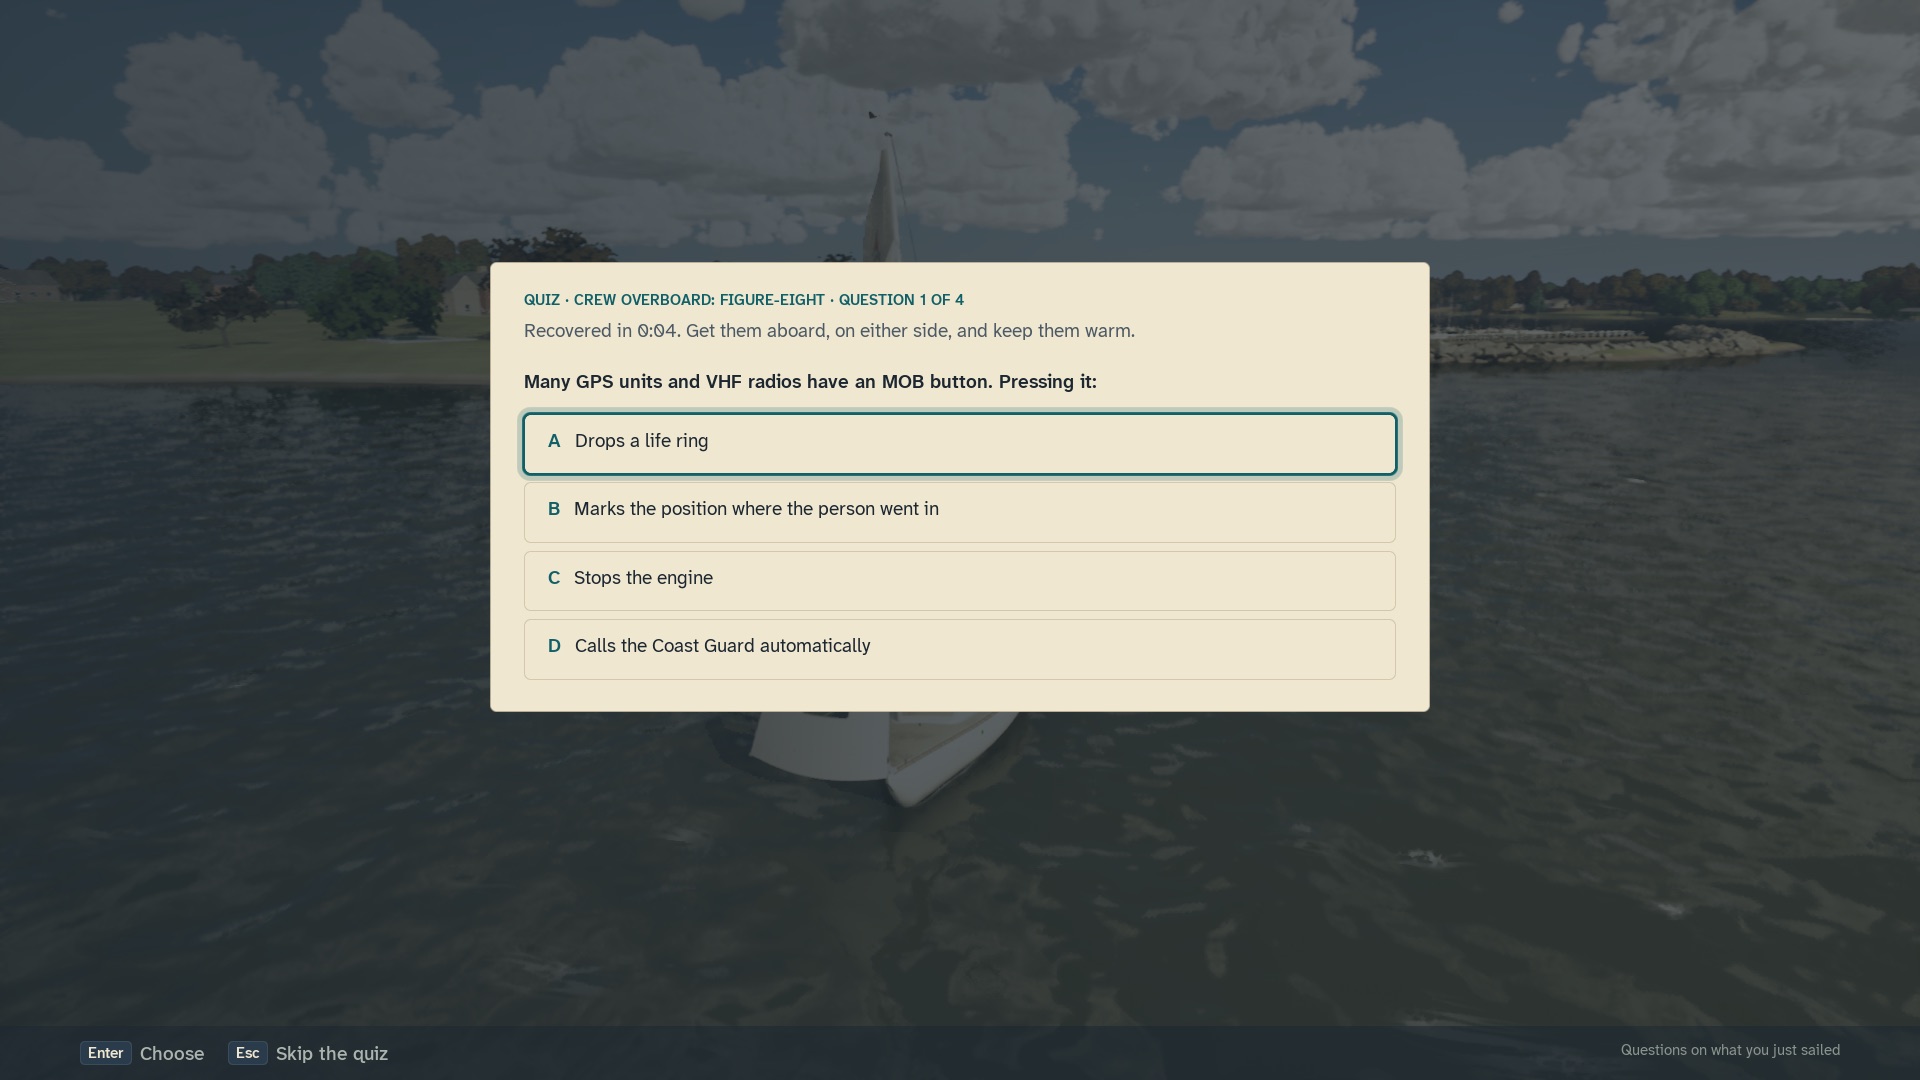 QUIZ · CREW OVERBOARD: FIGURE-EIGHT · QUESTION 1 OF 4
Recovered in 0:04. Get them aboard, on either side, and keep them warm.
Many GPS units and VHF radios have an MOB button. Pressing it:
A Drops a life ring
B Marks the position where the person went in
C Stops the engine
D Calls the Coast Guard automatically
Enter Choose Esc Skip the quiz
Questions on what you just sailed